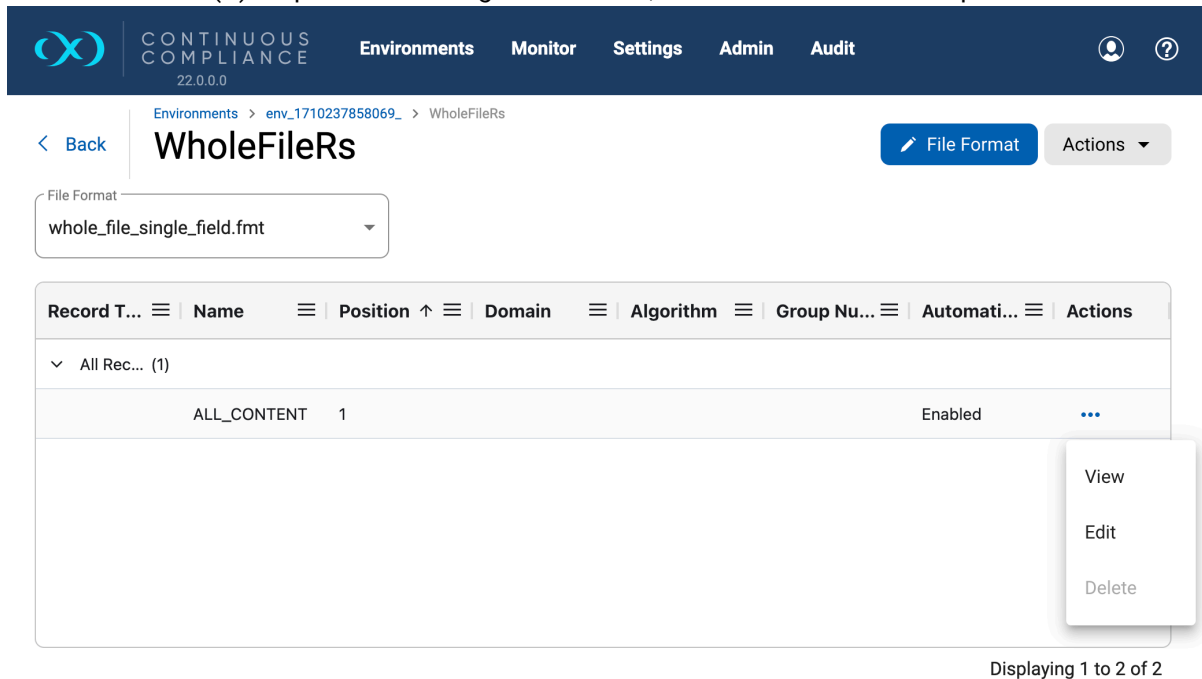 CONTINUOUS
COMPLIANCE
22.0.0.0
Environments Monitor Settings Admin Audit
Environments > env_1710237858069_ > WholeFileRs
< Back
WholeFileRs
File Format
Actions
File Format
whole_file_single_field.fmt
Record T... Name Position ↑ Domain Algorithm Group Nu... Automati... Actions
All Rec... (1)
ALL_CONTENT 1 Enabled •••
View
Edit
Delete
Displaying 1 to 2 of 2